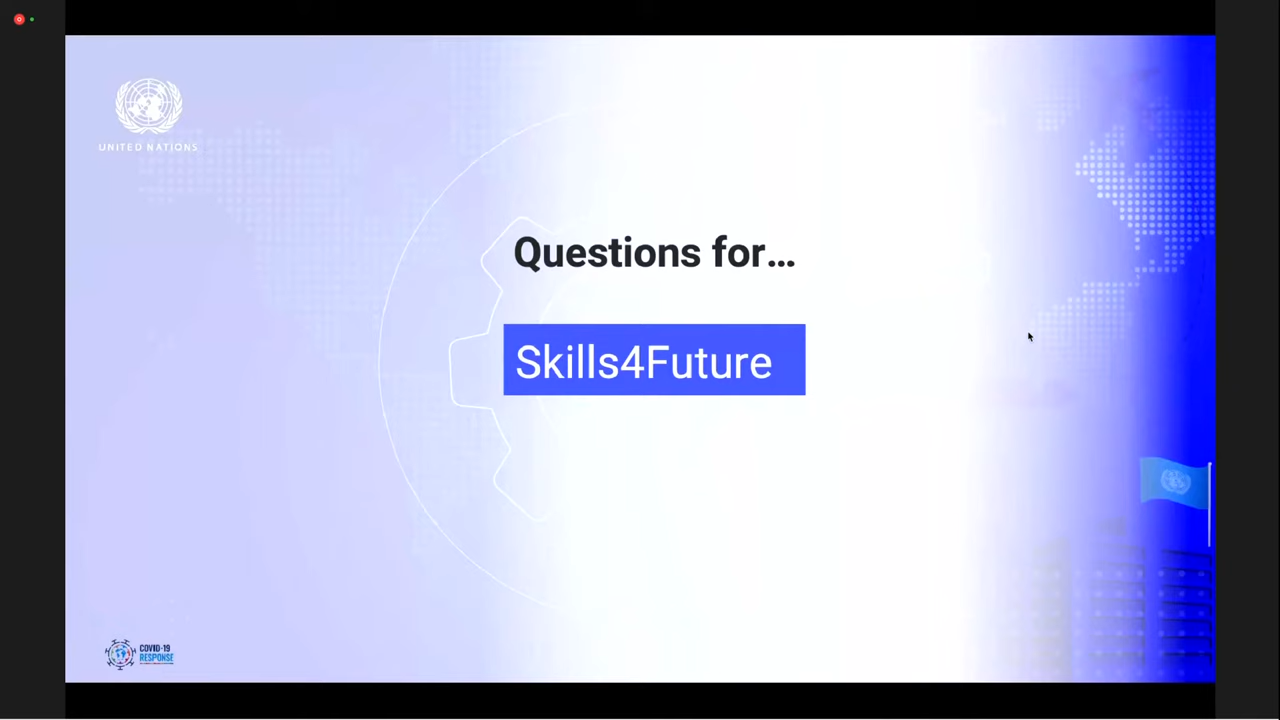 UNITED NATIONS
Questions for...
Skills4Future
COVID-19
RESPONSE